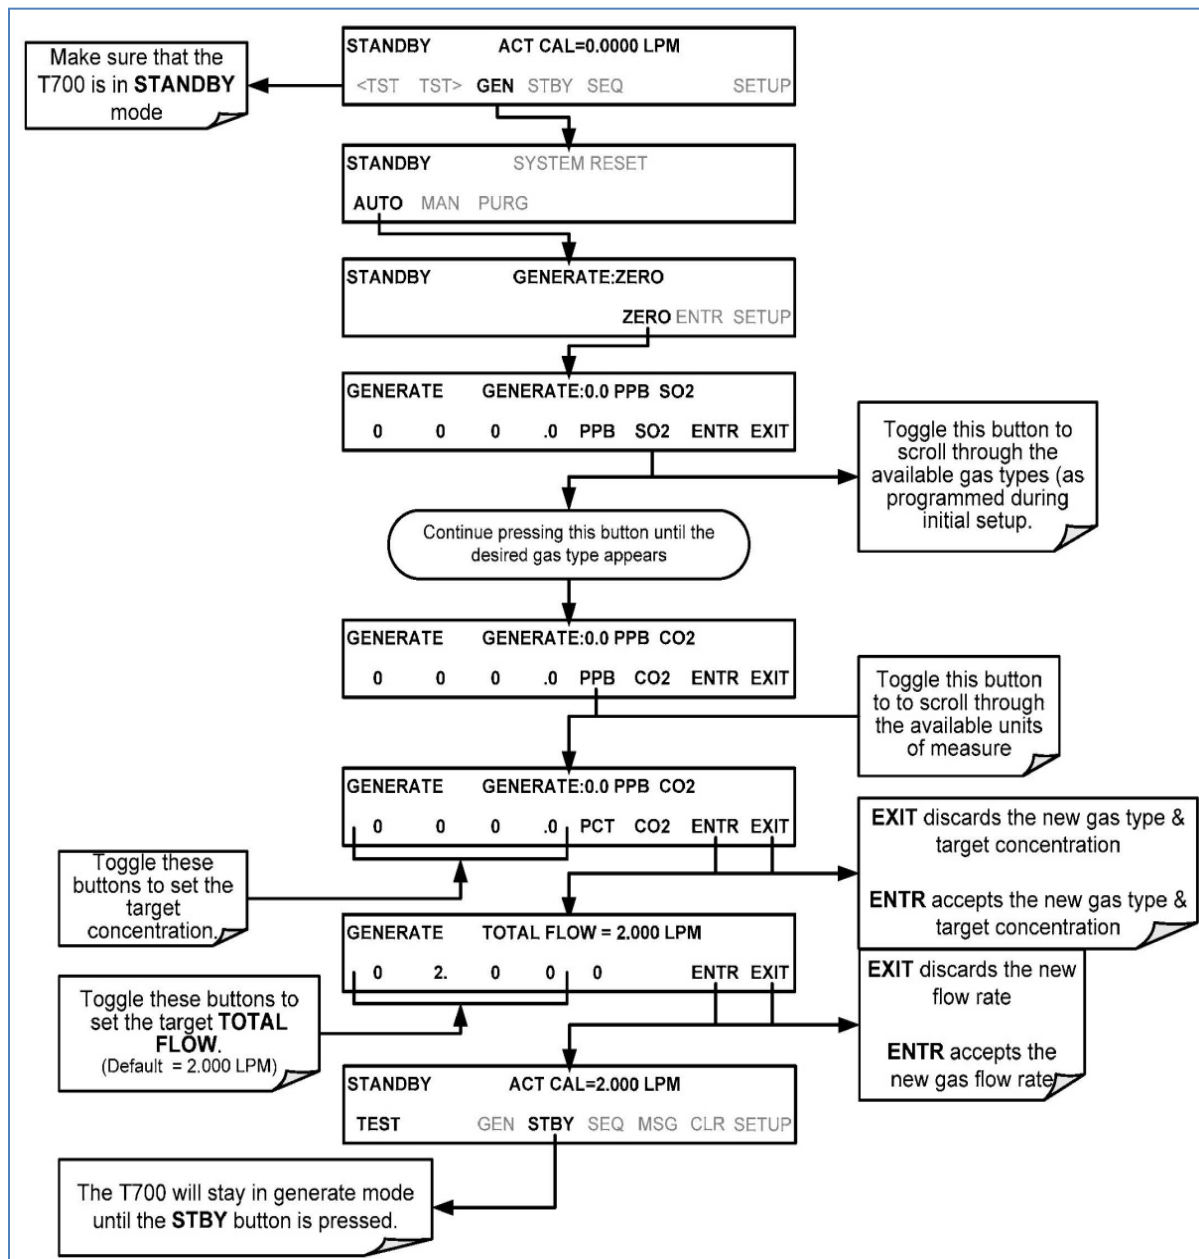 STANDBY ACT CAL=0.0000 LPM
<TST TST> GEN STBY SEQ SETUP
Make sure that the
T700 is in STANDBY
mode
STANDBY SYSTEM RESET
AUTO MAN PURG
STANDBY GENERATE:ZERO
ZERO ENTR SETUP
GENERATE GENERATE:0.0 PPB SO2
0 0 0 .0 PPB SO2 ENTR EXIT
Toggle this button to
scroll through the
available gas types (as
programmed during
initial setup.
Continue pressing this button until the
desired gas type appears
GENERATE GENERATE:0.0 PPB CO2
0 0 0 .0 PPB CO2 ENTR EXIT
Toggle this button
to to scroll through
the available units
of measure
GENERATE GENERATE:0.0 PPB CO2
0 0 0 .0 PCT CO2 ENTR EXIT
EXIT discards the new gas type &
target concentration
ENTR accepts the new gas type &
target concentration
Toggle these
buttons to set the
target
concentration.
GENERATE TOTAL FLOW = 2.000 LPM
0 2. 0 0 0 ENTR EXIT
EXIT discards the new
flow rate
ENTR accepts the
new gas flow rate
Toggle these buttons to
set the target TOTAL
FLOW.
(Default = 2.000 LPM)
STANDBY ACT CAL=2.000 LPM
TEST GEN STBY SEQ MSG CLR SETUP
The T700 will stay in generate mode
until the STBY button is pressed.